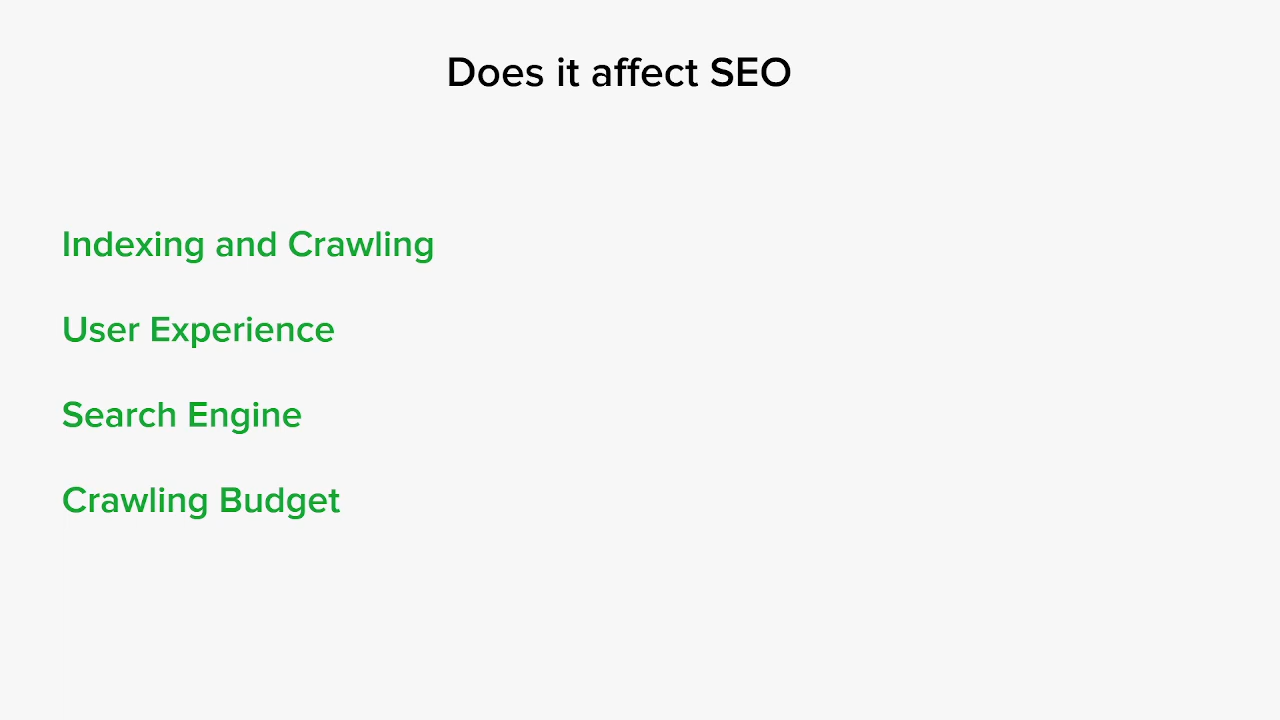 Does it affect SEO
Indexing and Crawling
User Experience
Search Engine
Crawling Budget